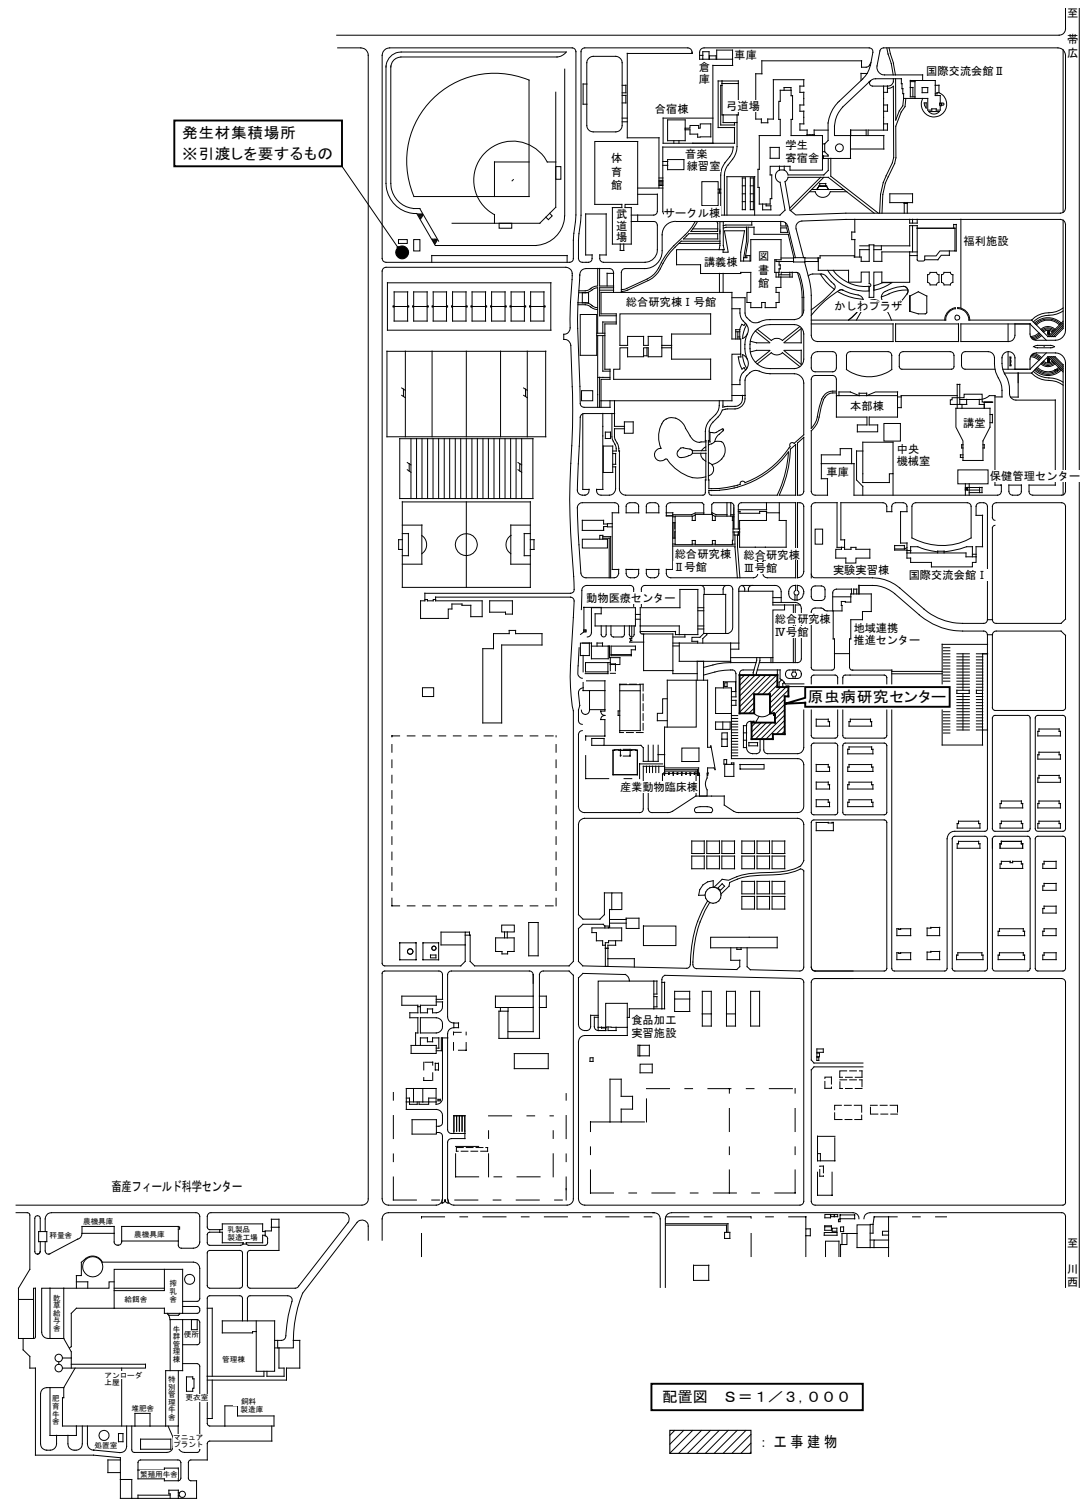 至
帯
広
車庫
倉
庫
国際交流会館Ⅱ
弓道場
合宿棟
発生材集積場所
※引渡しを要するもの
学生
寄宿舎
体
育
館
音楽
練習室
サークル棟
武
道
場
福利施設
講義棟
図
書
館
総合研究棟Ⅰ号館
かしわプラザ
本部棟
講堂
中央
機械室
車庫
保健管理センター
総合研究棟
Ⅱ号館
総合研究棟
Ⅲ号館
実験実習棟
国際交流会館Ⅰ
動物医療センター
総合研究棟
Ⅳ号館
地域連携
推進センター
原虫病研究センター
産業動物臨床棟
食品加工
実習施設
畜産フィールド科学センター
農機具庫
秤量舎
農機具庫
乳製品
製造工場
至
川
西
搾
乳
舎
給餌舎
乾
草
給
与
舎
牛
群
管
理
棟
便所
管理棟
アンローダ
上屋
特
別
管
理
牛
舎
更衣室
肥
育
牛
舎
堆肥舎
飼料
製造庫
処置室
マニュア
プラント
繁殖用牛舎
配置図 S=1/3,000
：工事建物